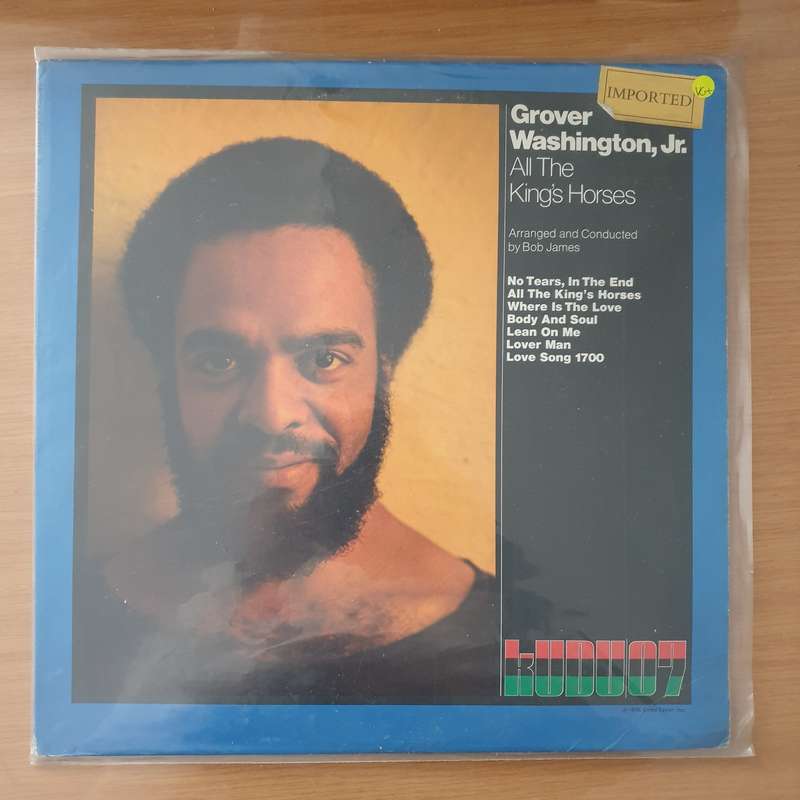 IMPORTED
VG+
Grover
Washington, Jr.
All The
King's Horses
Arranged and Conducted
by Bob James
No Tears, In The End
All The King's Horses
Where Is The Love
Body And Soul
Lean On Me
Lover Man
Love Song 1700
KUDU07